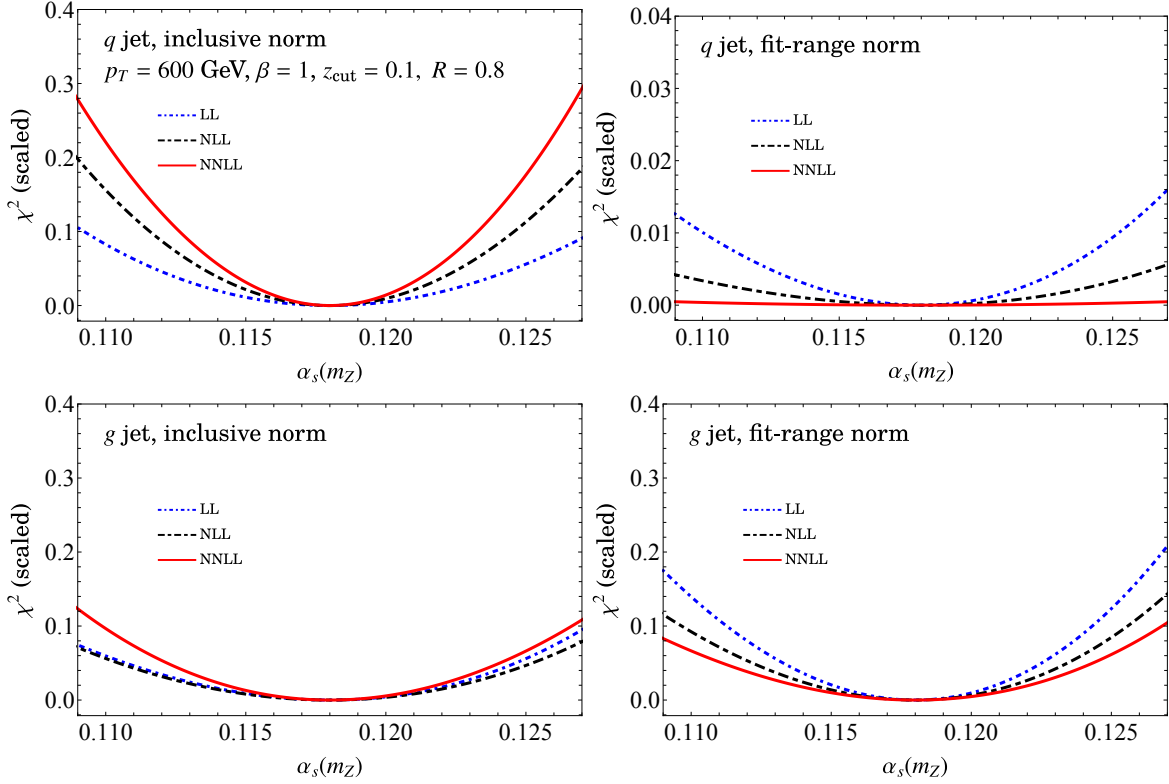 q jet, inclusive norm
p_T = 600 GeV, β = 1, z_cut = 0.1, R = 0.8
LL
NLL
NNLL
χ² (scaled)
0.4
0.3
0.2
0.1
0.0
0.110
0.115
0.120
0.125
α_s(m_Z)
q jet, fit-range norm
LL
NLL
NNLL
χ² (scaled)
0.04
0.03
0.02
0.01
0.00
0.110
0.115
0.120
0.125
α_s(m_Z)
g jet, inclusive norm
LL
NLL
NNLL
χ² (scaled)
0.4
0.3
0.2
0.1
0.0
0.110
0.115
0.120
0.125
α_s(m_Z)
g jet, fit-range norm
LL
NLL
NNLL
χ² (scaled)
0.4
0.3
0.2
0.1
0.0
0.110
0.115
0.120
0.125
α_s(m_Z)